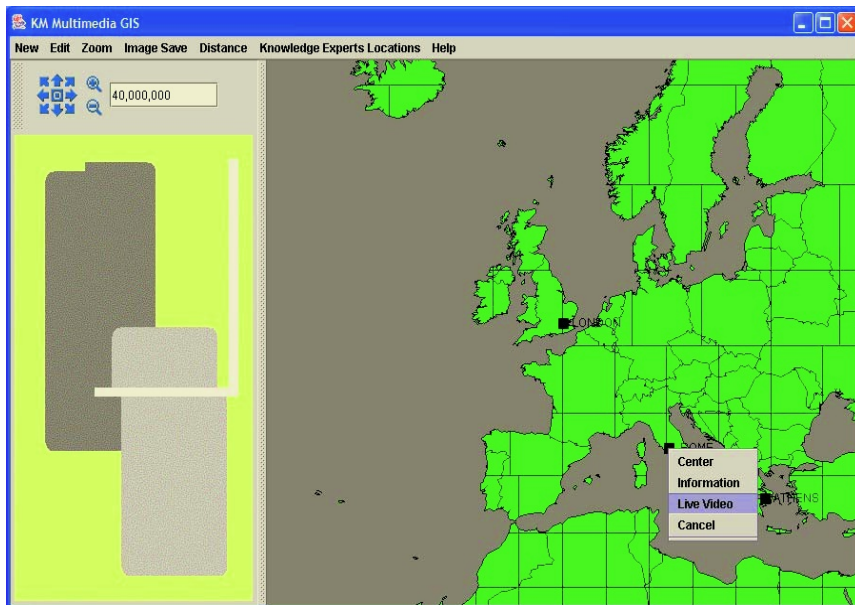 KM Multimedia GIS
New Edit Zoom Image Save Distance Knowledge Experts Locations Help
40,000,000
LONDON
ROME
Center
Information
Live Video
ATHENS
Cancel